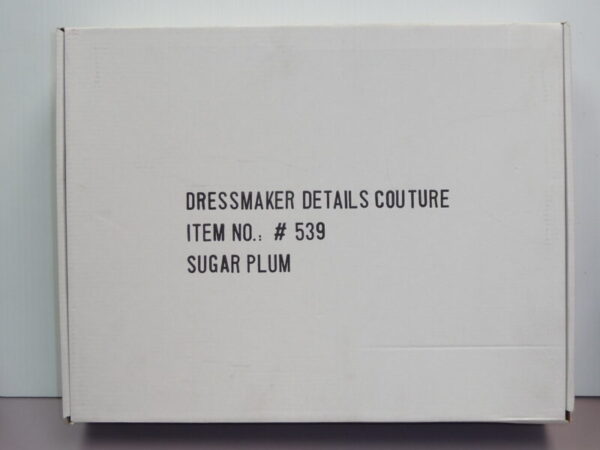 DRESSMAKER DETAILS COUTURE
ITEM NO.: # 539
SUGAR PLUM